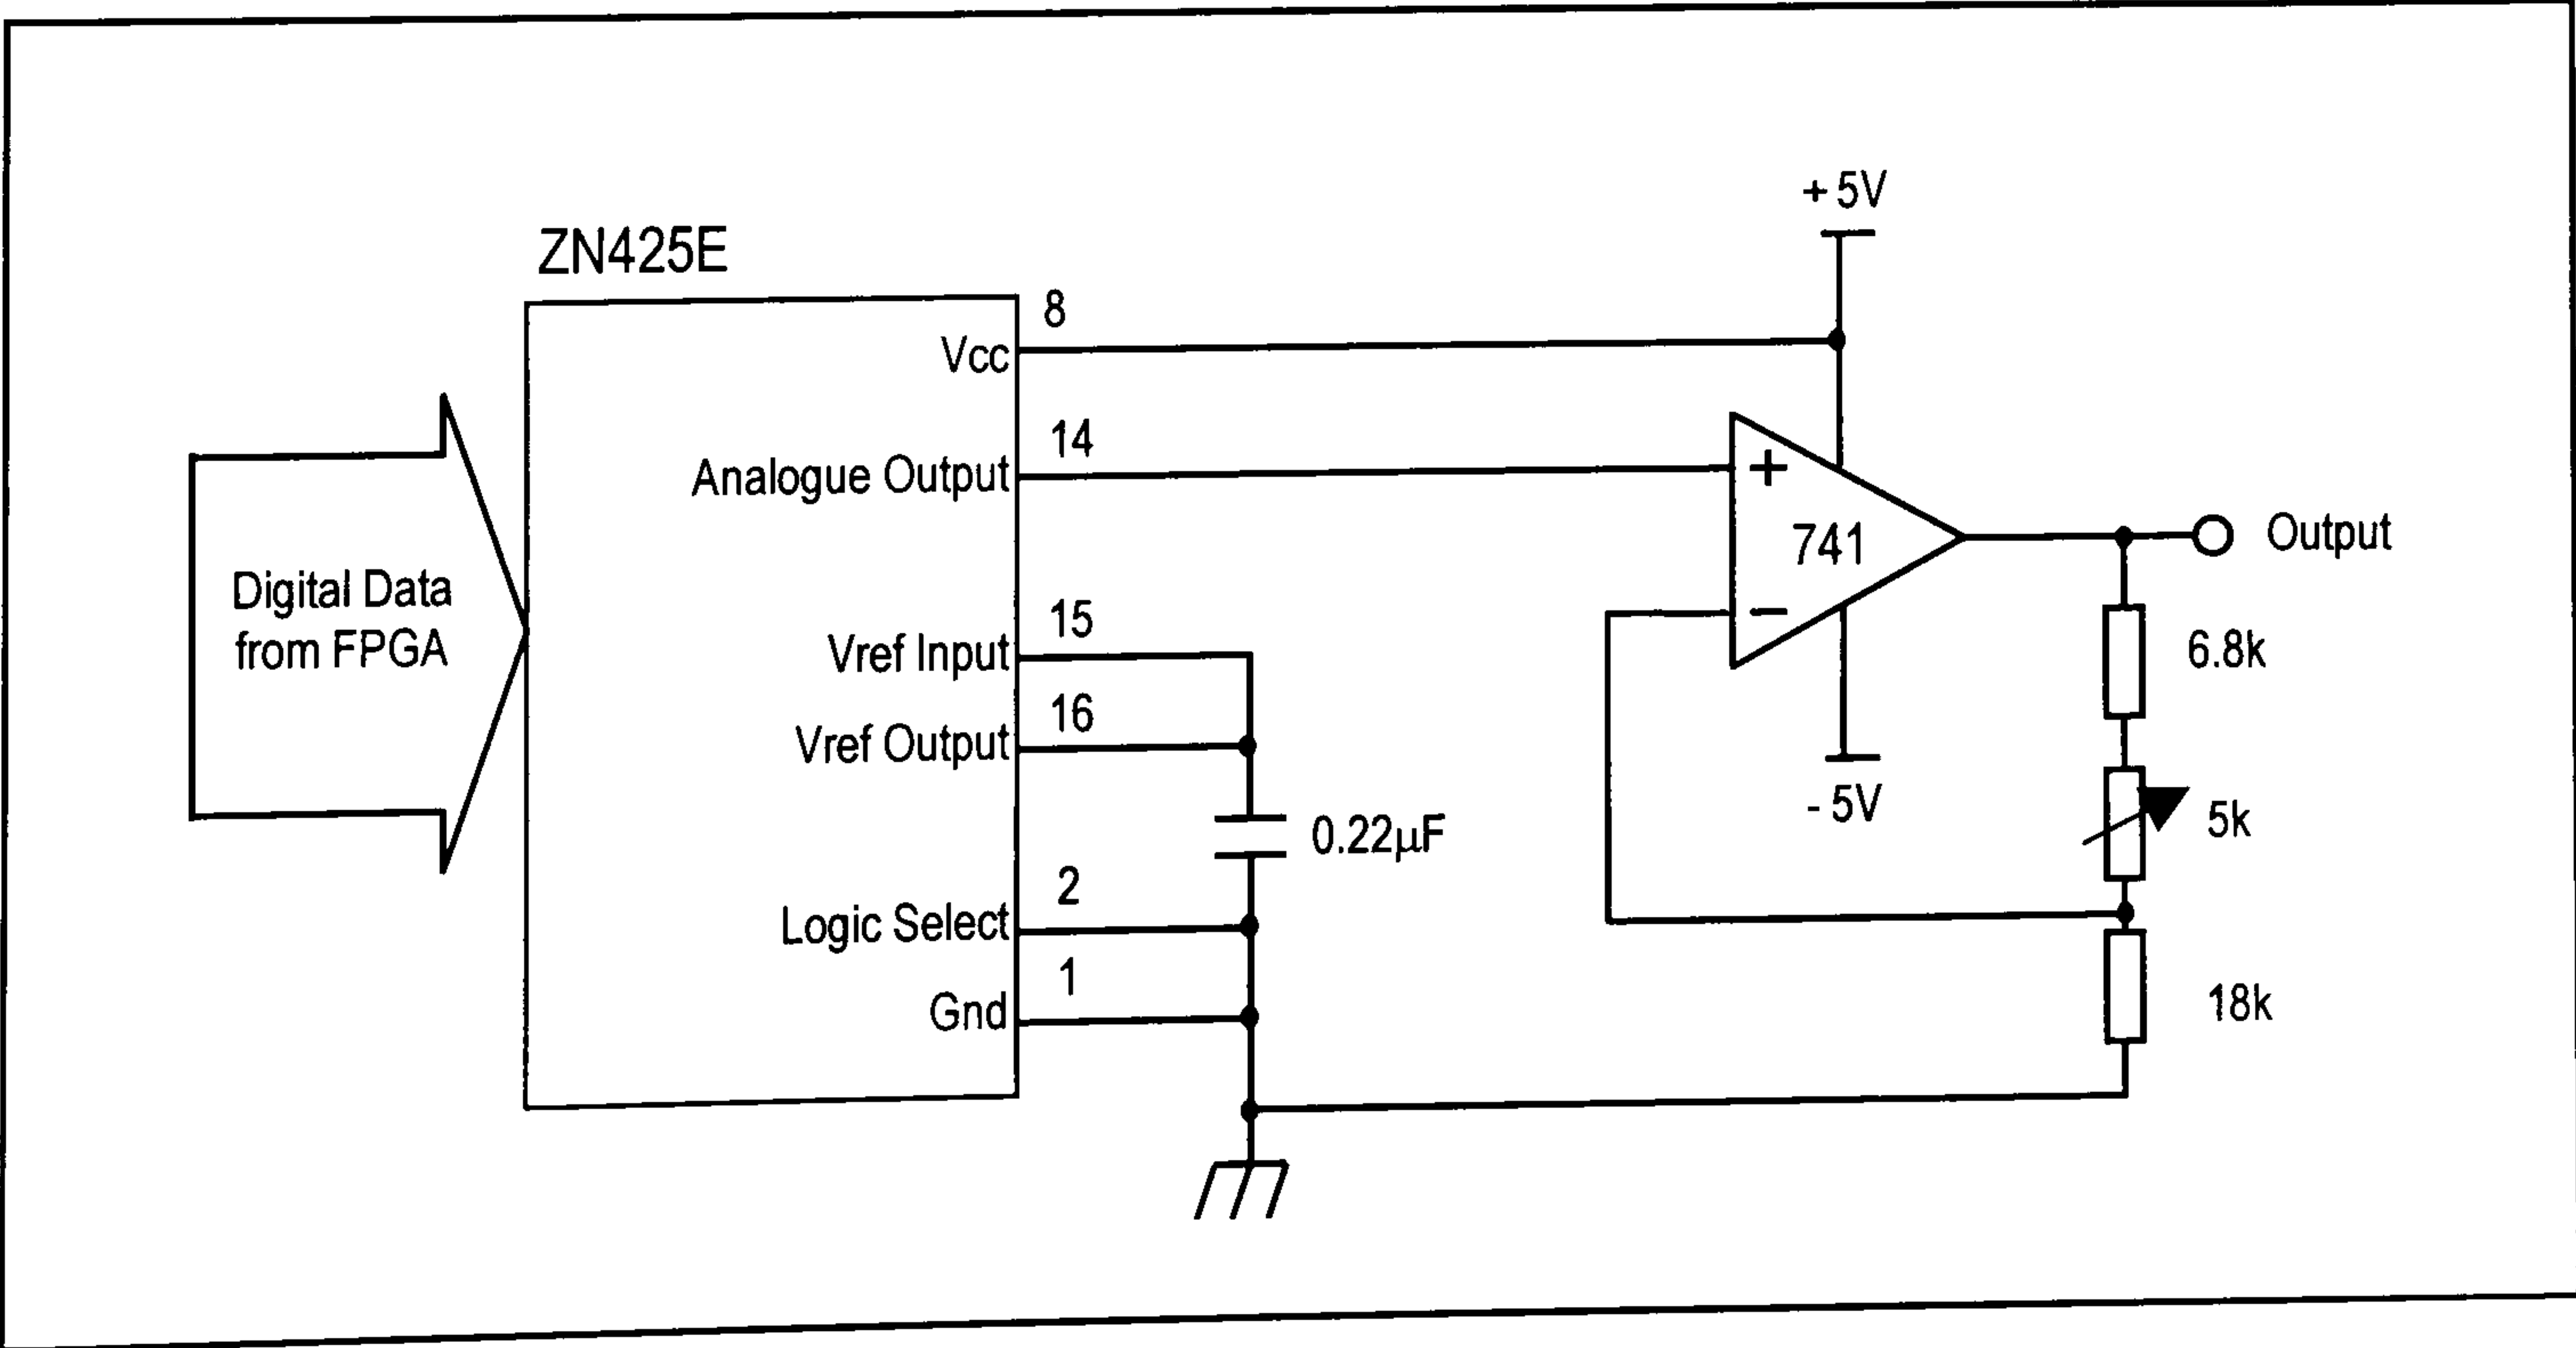 + 5V
ZN425E
8
Vcc
14
Analogue Output
+
741
Output
Digital Data
from FPGA
15
Vref Input
−
6.8k
16
Vref Output
- 5V
5k
0.22µF
2
Logic Select
1
Gnd
18k